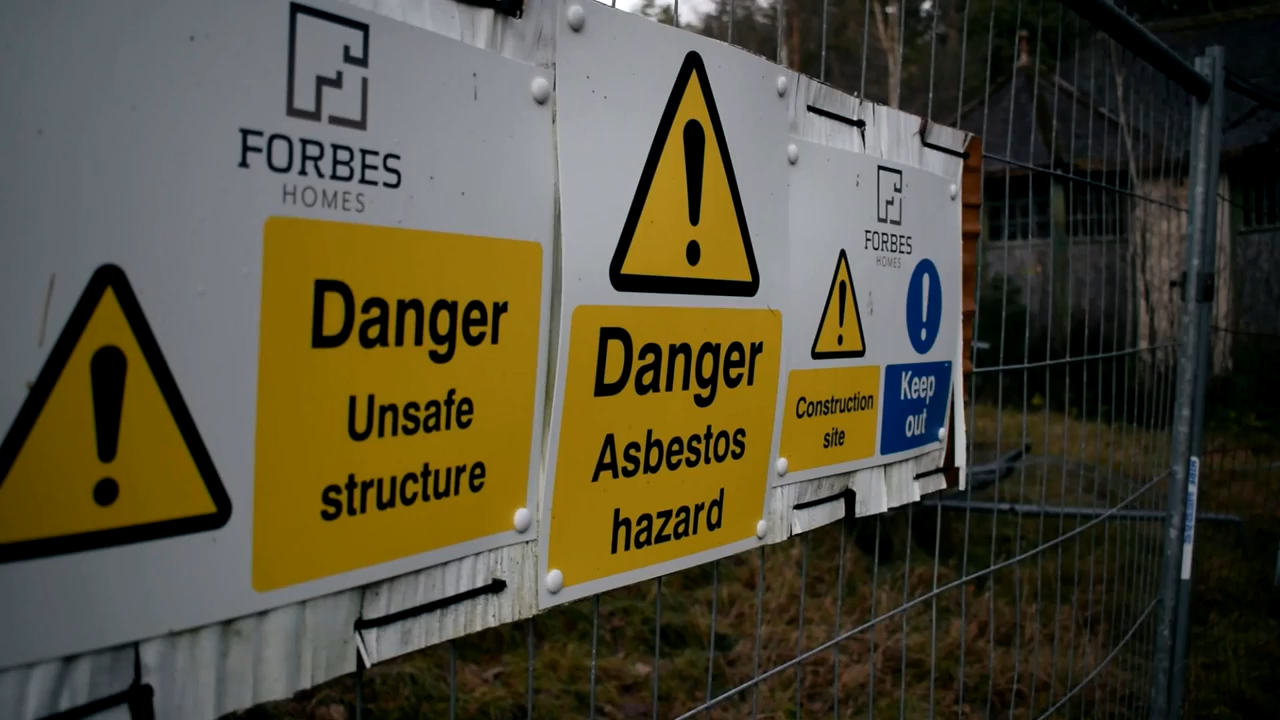 FORBES
HOMES
Danger
Unsafe
structure
Danger
Asbestos
hazard
FORBES
HOMES
Construction
site
Keep
out